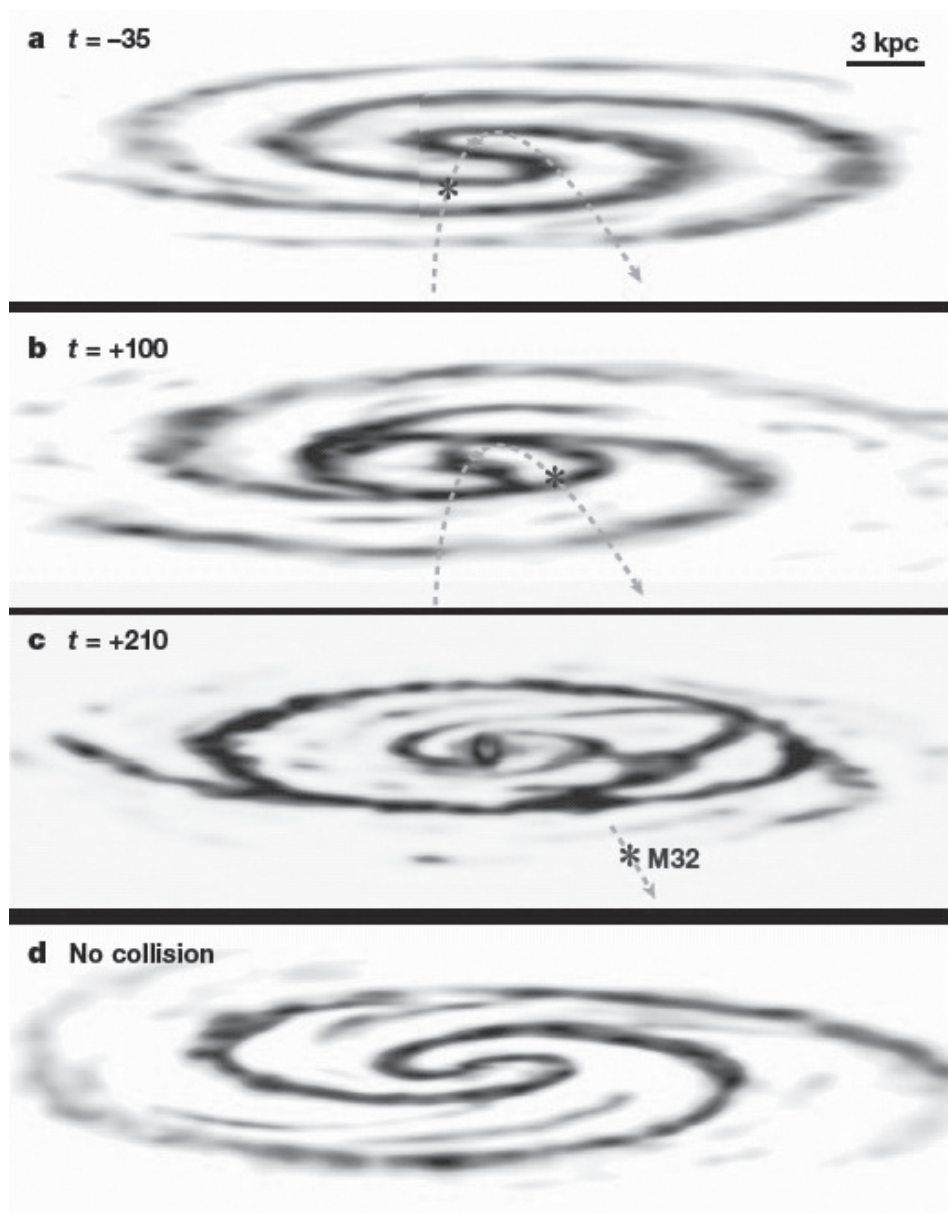 a t = –35
3 kpc
*
b t = +100
*
c t = +210
* M32
d No collision